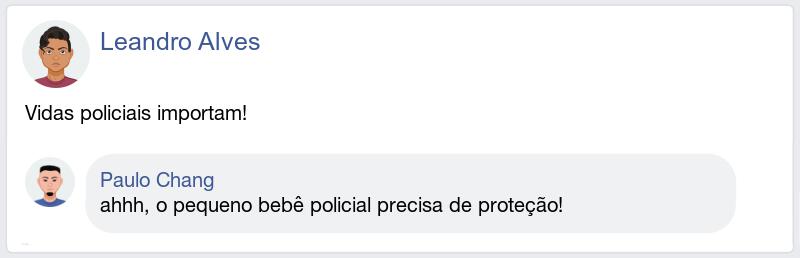 Leandro Alves
Vidas policiais importam!
Paulo Chang
ahhh, o pequeno bebê policial precisa de proteção!